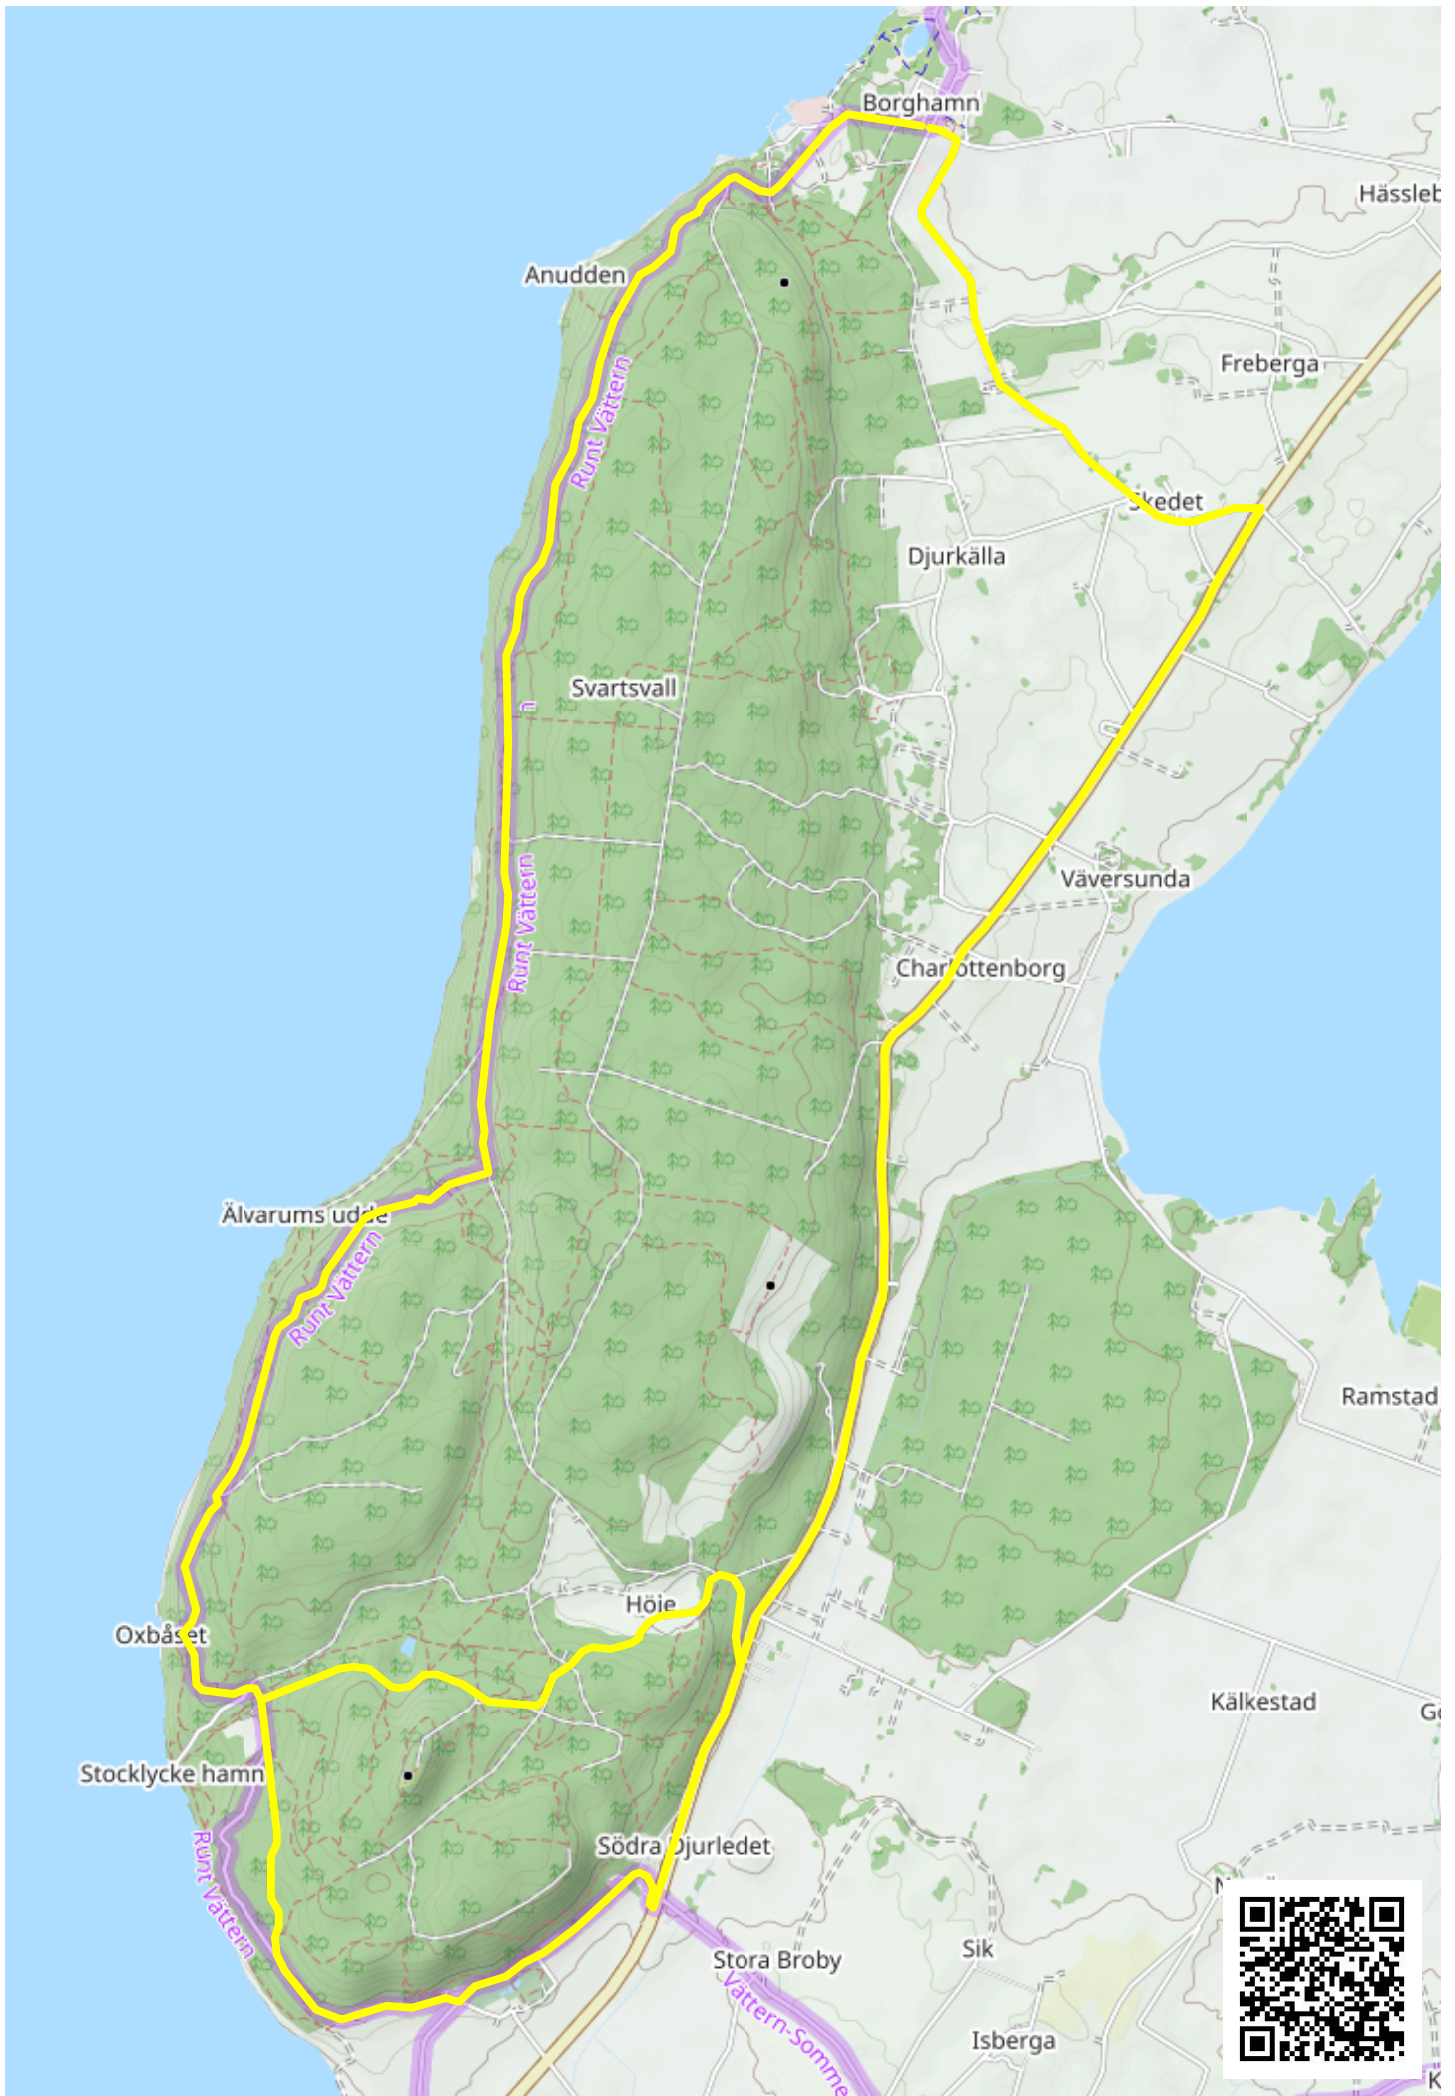 Borghamn
Hässleb
Anudden
Freberga
Runt Vättern
Skedet
Djurkälla
Svartsvall
n
Väversunda
Runt Vättern
Charlottenborg
Älvarums udde
Runt Vättern
Ramstad
Höje
Oxbåset
Kälkestad
Stocklycke hamn
Södra Djurledet
Runt Vättern
Sik
Stora Broby
Vättern-Somme
Isberga
K